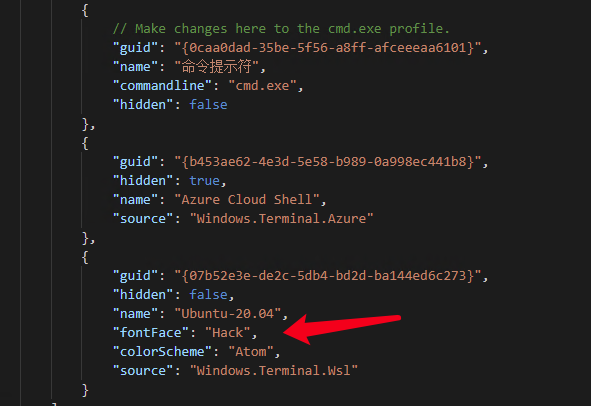 {
// Make changes here to the cmd.exe profile.
"guid": "{0caa0dad-35be-5f56-a8ff-afceeeaa6101}",
"name": "命令提示符",
"commandline": "cmd.exe",
"hidden": false
},
{
"guid": "{b453ae62-4e3d-5e58-b989-0a998ec441b8}",
"hidden": true,
"name": "Azure Cloud Shell",
"source": "Windows.Terminal.Azure"
},
{
"guid": "{07b52e3e-de2c-5db4-bd2d-ba144ed6c273}",
"hidden": false,
"name": "Ubuntu-20.04",
"fontFace": "Hack",
"colorScheme": "Atom",
"source": "Windows.Terminal.Wsl"
}